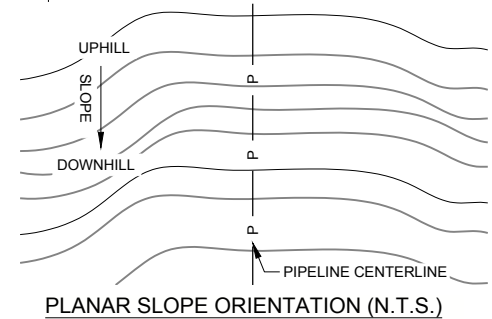 UPHILL
SLOPE
DOWNHILL
P
P
P
PIPELINE CENTERLINE
PLANAR SLOPE ORIENTATION (N.T.S.)